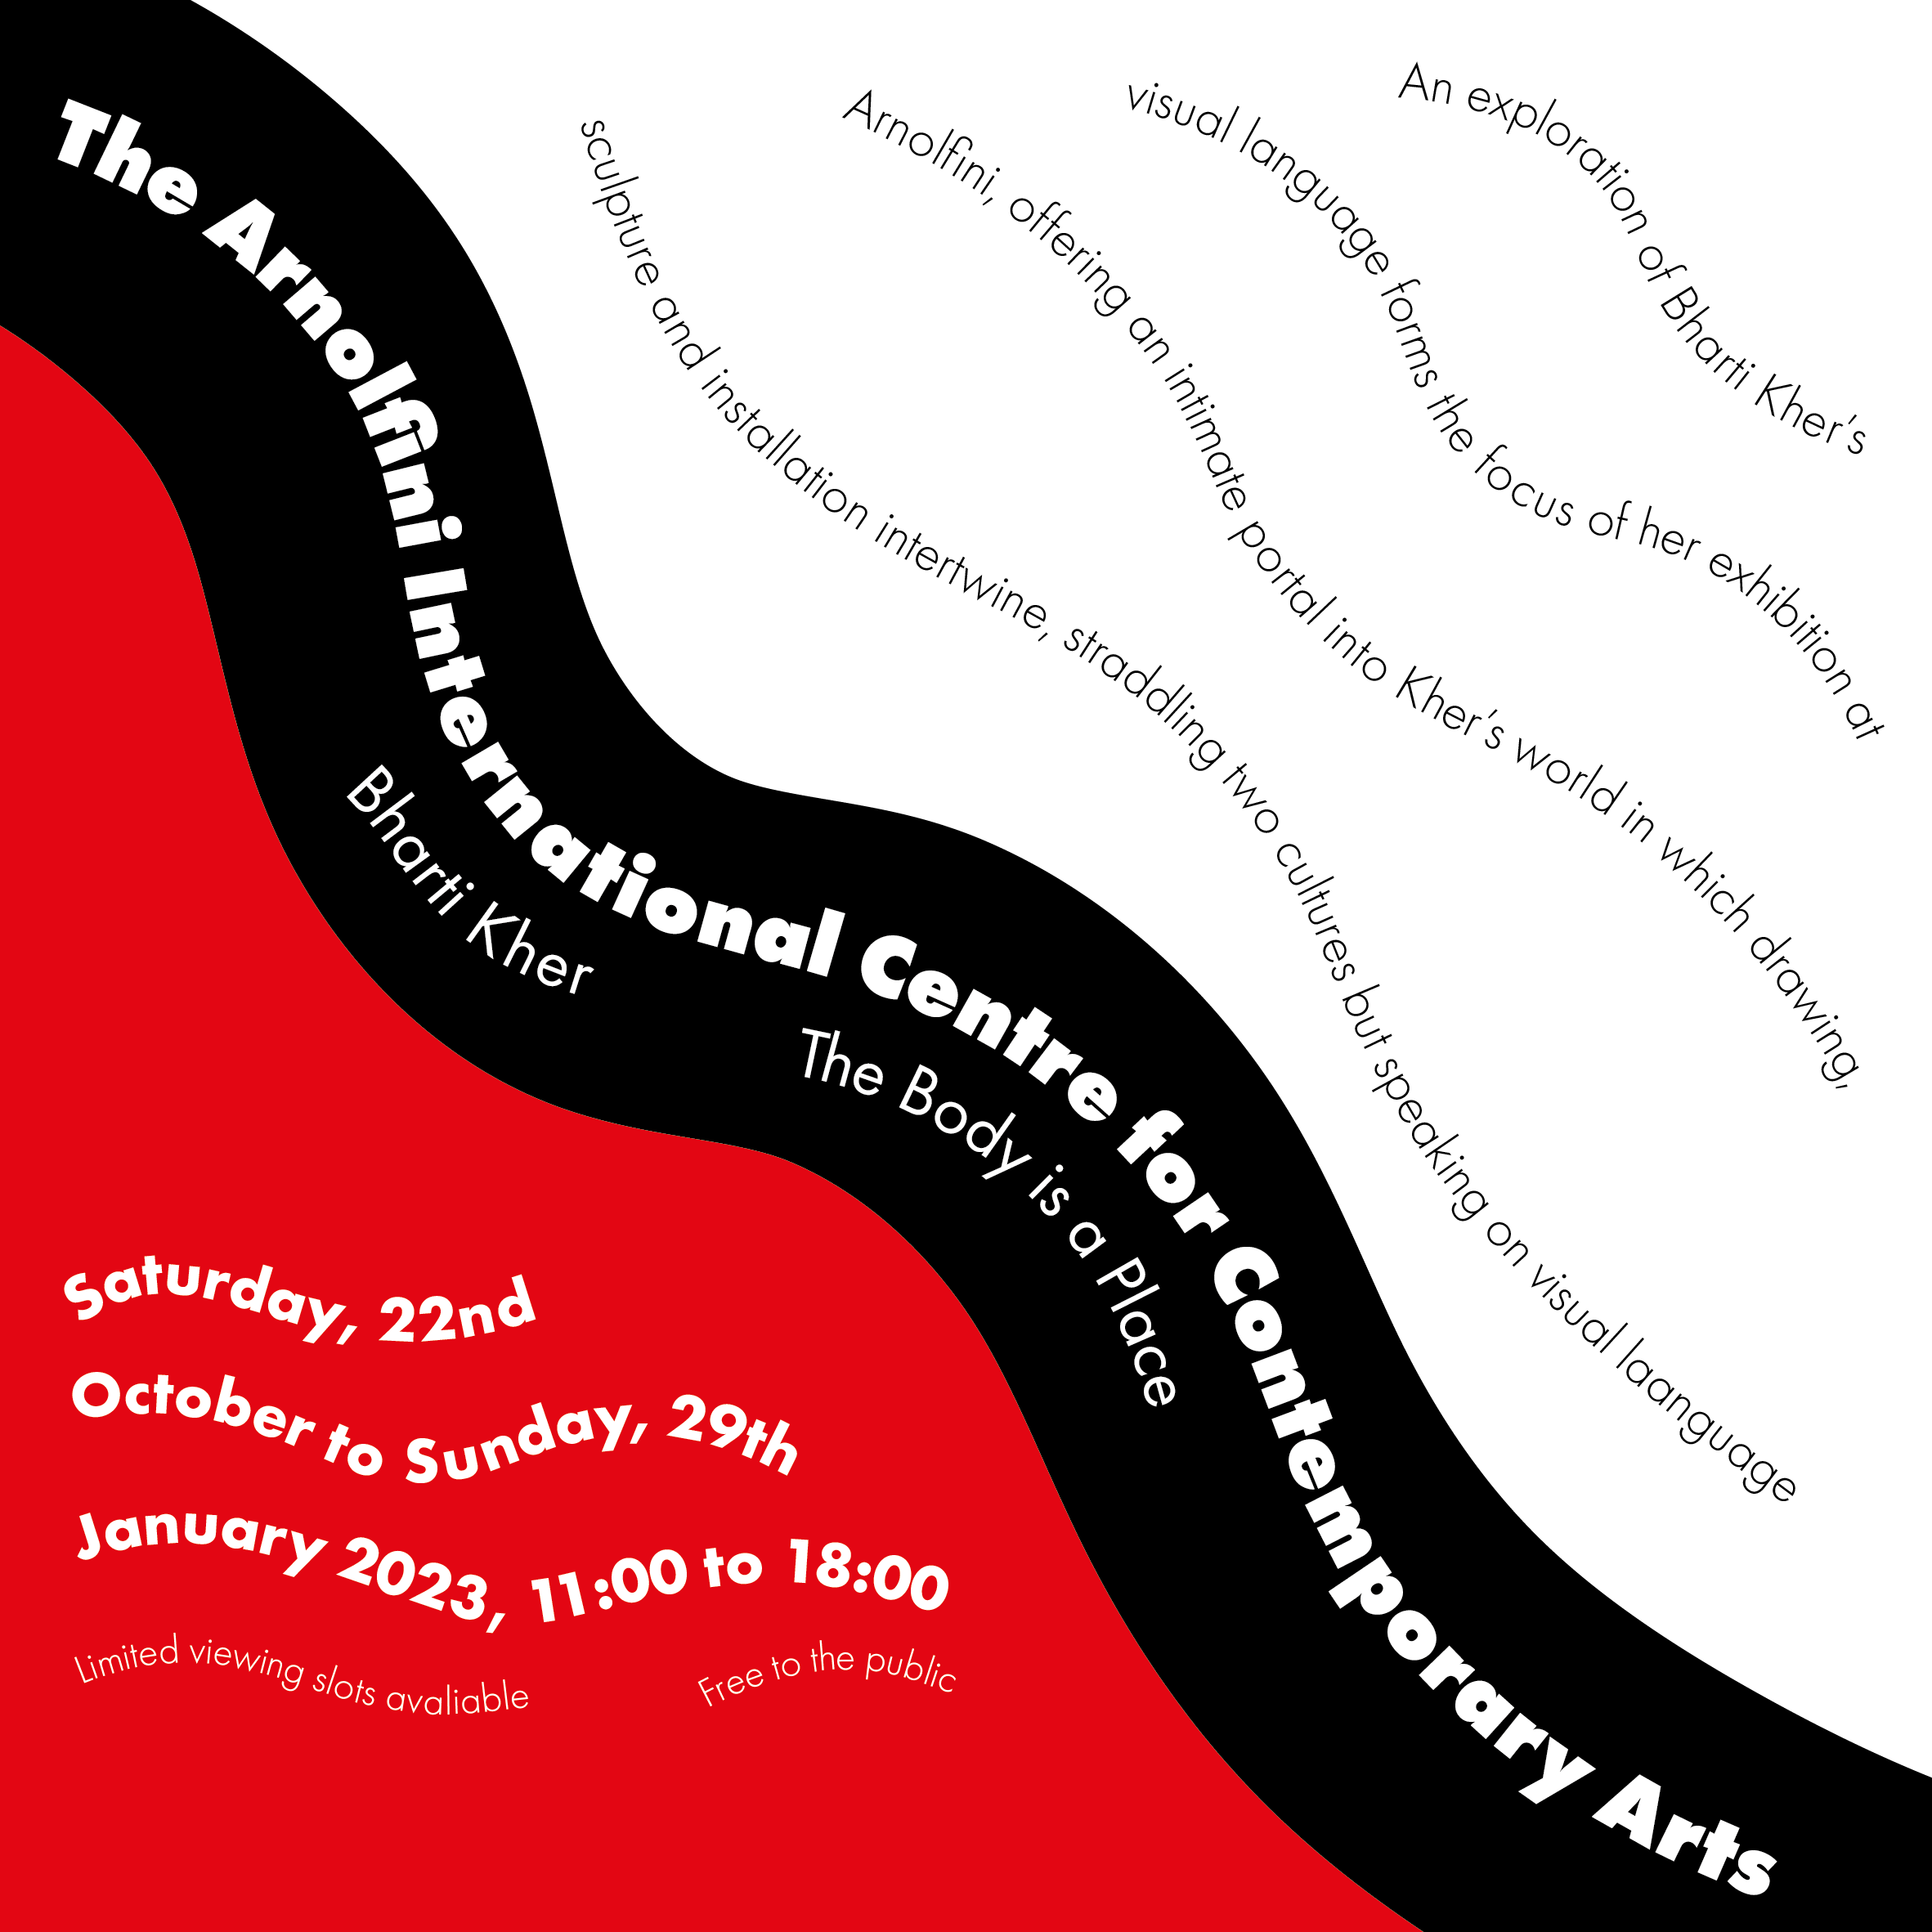 The Arnolfini International Centre for Contemporary Arts
Bharti Kher
The Body is a Place
An exploration of Bharti Kher's
visual language forms the focus of her exhibition at
Arnolfini, offering an intimate portal into Kher's world in which drawing,
Sculpture and installation intertwine, straddling two cultures but speaking on visual language
Saturday, 22nd
October to Sunday, 29th
January 2023, 11:00 to 18:00
Limited viewing slots avaliable
Free to the public